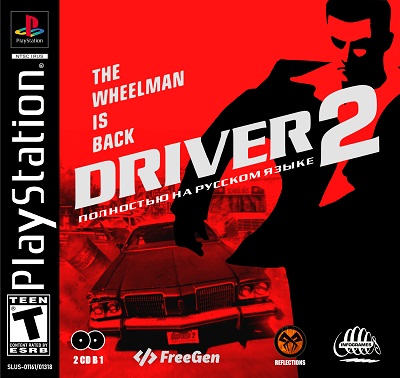 PlayStation
NTSC U/C
PlayStation
THE
WHEELMAN
IS
BACK
DRIVER 2
ПОЛНОСТЬЮ НА РУССКОМ ЯЗЫКЕ
TEEN
T
CONTENT RATED BY
ESRB
SLUS-01161/01318
2 CD В 1
FreeGen
REFLECTIONS
INFOGRAMES